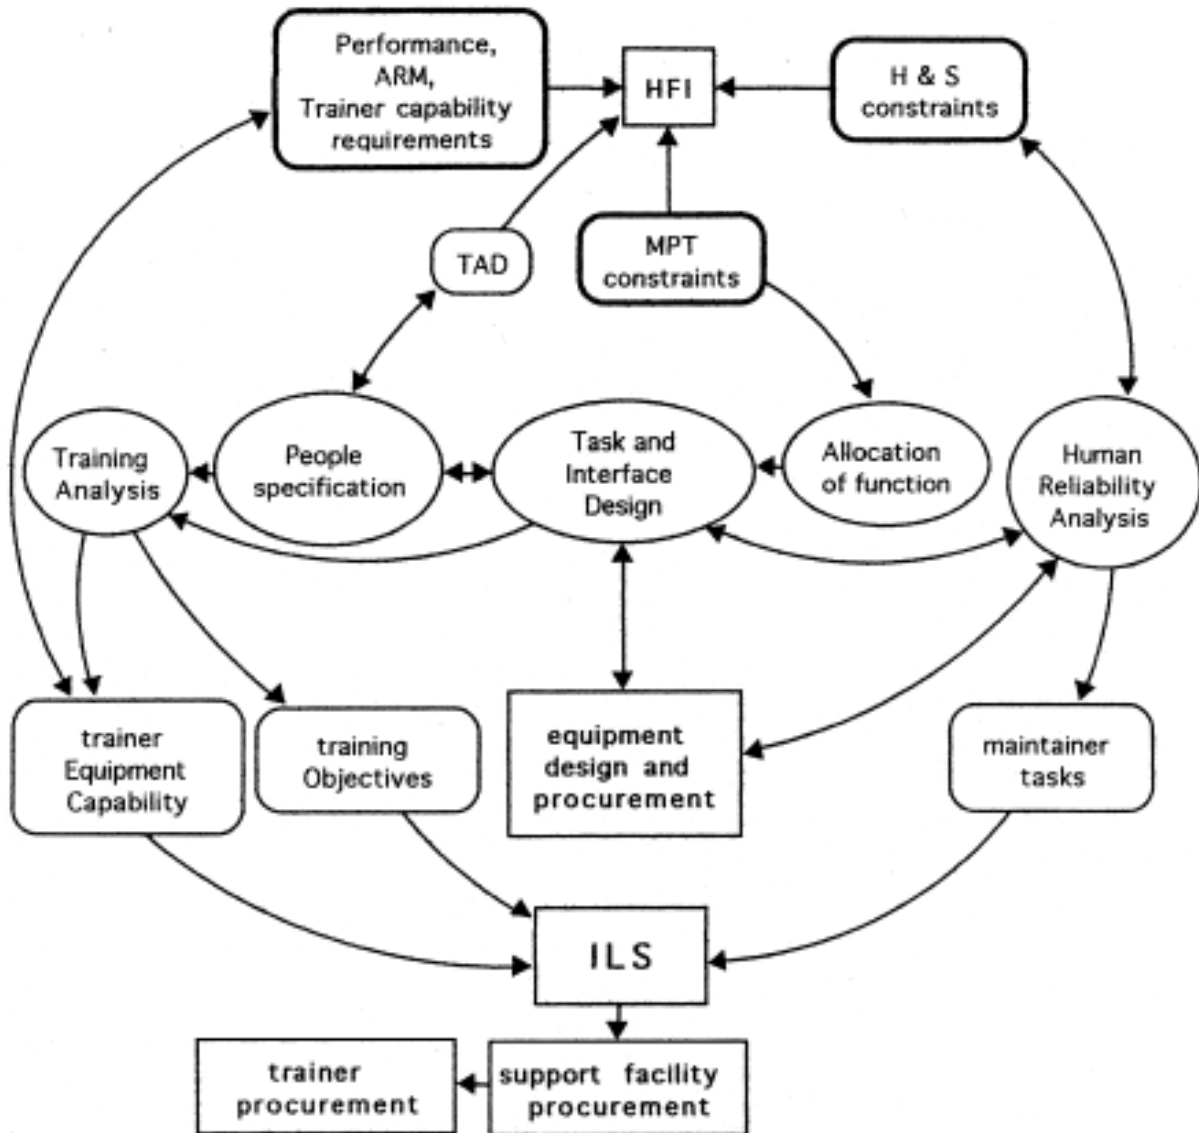 Performance,
ARM,
Trainer capability
requirements
HFI
H & S
constraints
TAD
MPT
constraints
Training
Analysis
People
specification
Task and
Interface
Design
Allocation
of function
Human
Reliability
Analysis
trainer
Equipment
Capability
training
Objectives
equipment
design and
procurement
maintainer
tasks
ILS
trainer
procurement
support facility
procurement